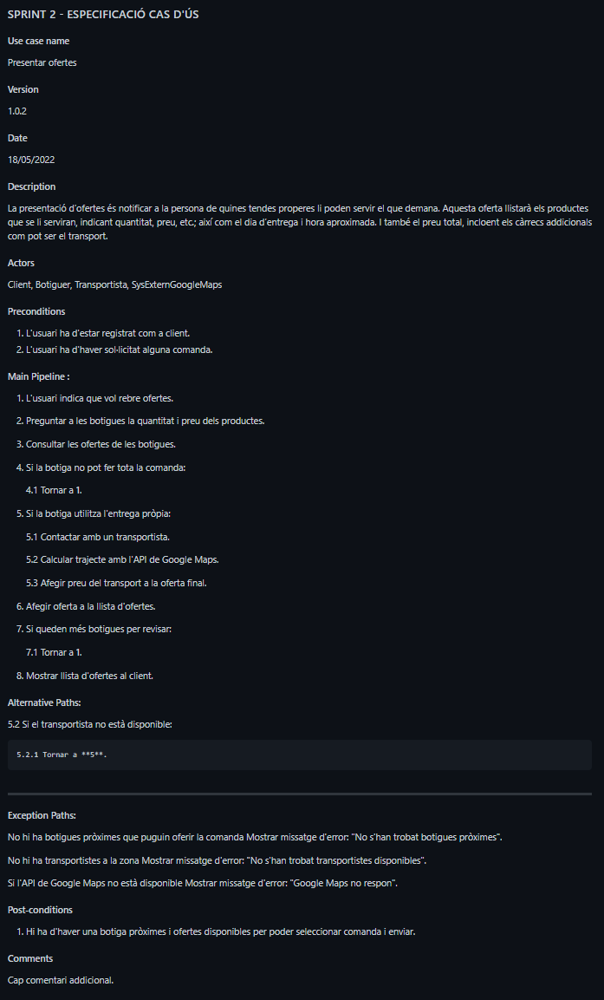 SPRINT 2 - ESPECIFICACIÓ CAS D'ÚS
Use case name
Presentar ofertes
Version
1.0.2
Date
18/05/2022
Description
La presentació d'ofertes és notificar a la persona de quines tendes properes li poden servir el que demana. Aquesta oferta llistarà els productes
que se li serviran, indicant quantitat, preu, etc.; així com el dia d'entrega i hora aproximada. I també el preu total, incloent els càrrecs addicionals
com pot ser el transport.
Actors
Client, Botiguer, Transportista, SysExternGoogleMaps
Preconditions
1. L'usuari ha d'estar registrat com a client.
2. L'usuari ha d'haver sol·licitat alguna comanda.
Main Pipeline :
1. L'usuari indica que vol rebre ofertes.
2. Preguntar a les botigues la quantitat i preu dels productes.
3. Consultar les ofertes de les botigues.
4. Si la botiga no pot fer tota la comanda:
4.1 Tornar a 1.
5. Si la botiga utilitza l'entrega pròpia:
5.1 Contactar amb un transportista.
5.2 Calcular trajecte amb l'API de Google Maps.
5.3 Afegir preu del transport a la oferta final.
6. Afegir oferta a la llista d'ofertes.
7. Si queden més botigues per revisar:
7.1 Tornar a 1.
8. Mostrar llista d'ofertes al client.
Alternative Paths:
5.2 Si el transportista no està disponible:
5.2.1 Tornar a **5**.
Exception Paths:
No hi ha botigues pròximes que puguin oferir la comanda Mostrar missatge d'error: "No s'han trobat botigues pròximes".
No hi ha transportistes a la zona Mostrar missatge d'error: "No s'han trobat transportistes disponibles".
Si l'API de Google Maps no està disponible Mostrar missatge d'error: "Google Maps no respon".
Post-conditions
1. Hi ha d'haver una botiga pròximes i ofertes disponibles per poder seleccionar comanda i enviar.
Comments
Cap comentari addicional.